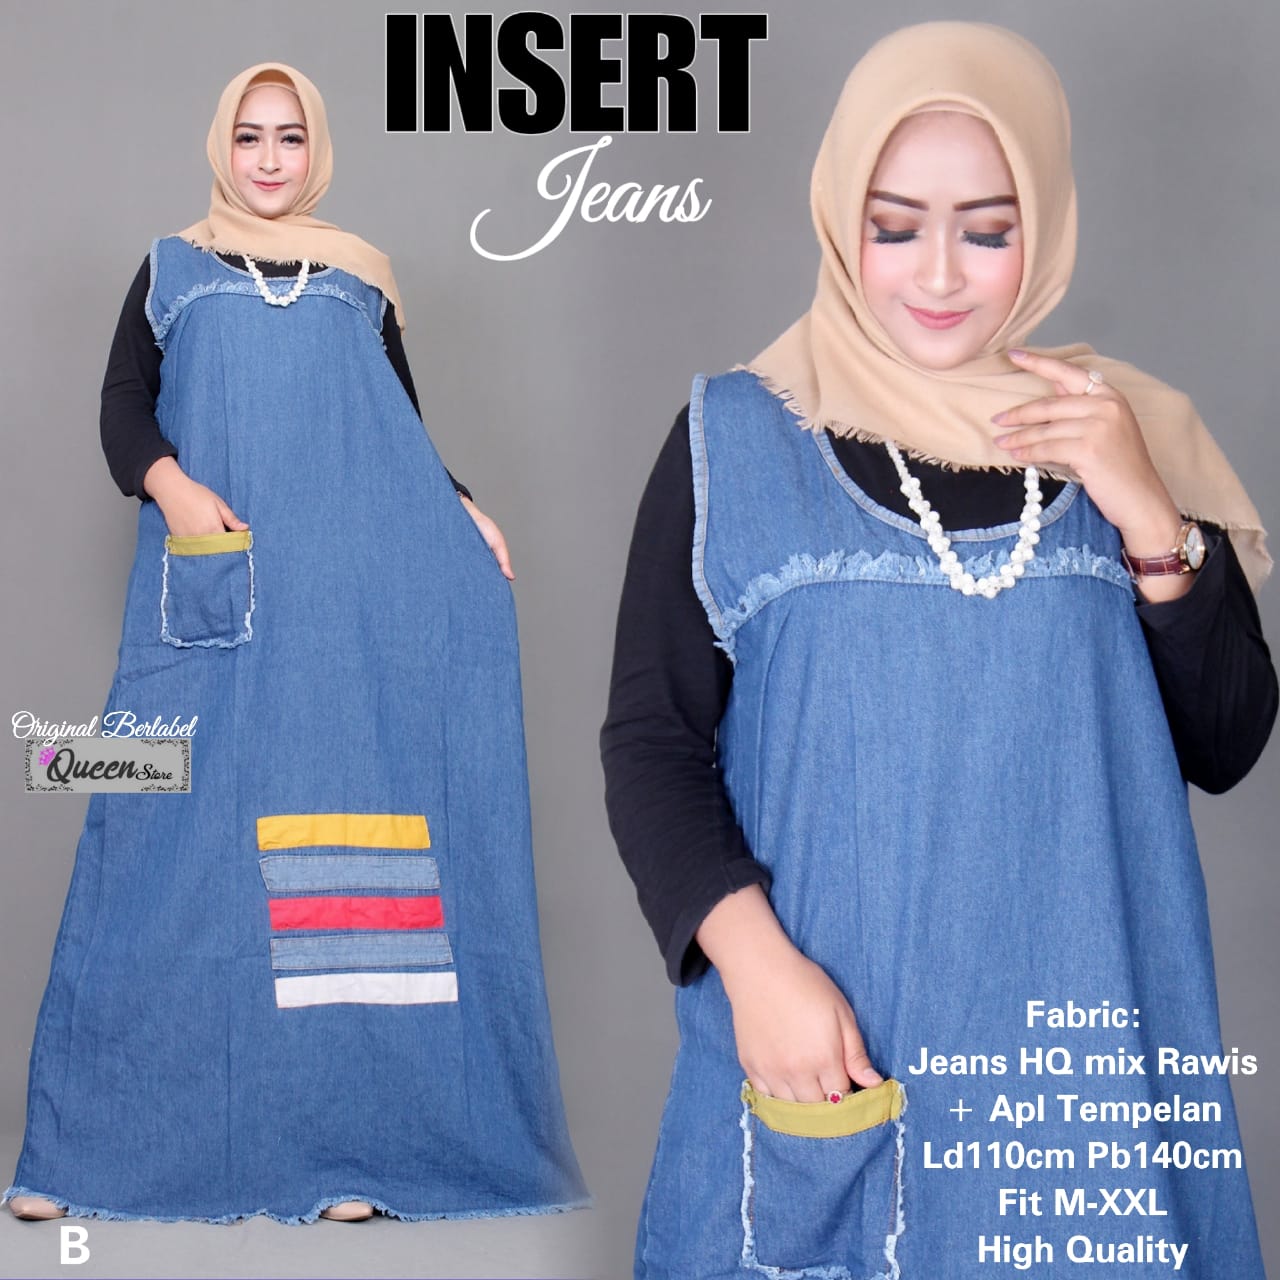 INSERT
Jeans
Original Berlabel
Queen Store
Fabric:
Jeans HQ mix Rawis
+ Apl Tempelan
Ld110cm Pb140cm
Fit M-XXL
High Quality
B